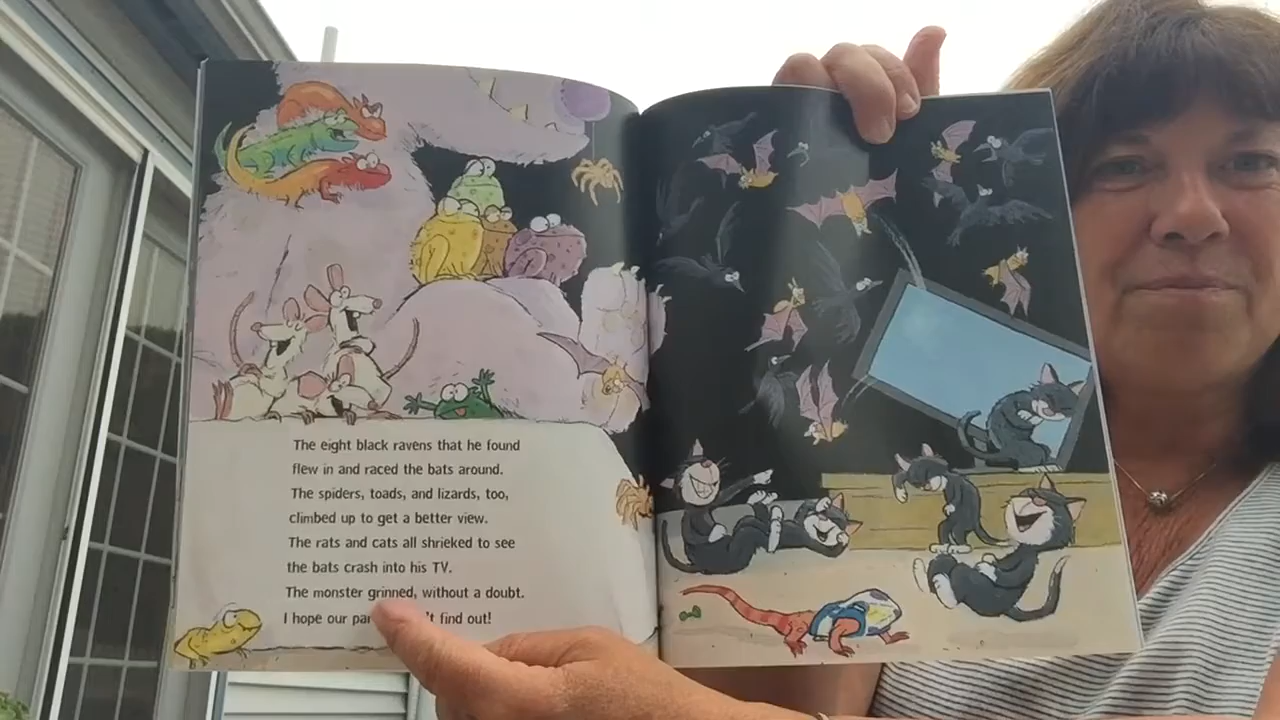 The eight black ravens that he found
flew in and raced the bats around.
The spiders, toads, and lizards, too,
climbed up to get a better view.
The rats and cats all shrieked to see
the bats crash into his TV.
The monster grinned, without a doubt.
I hope our find out!